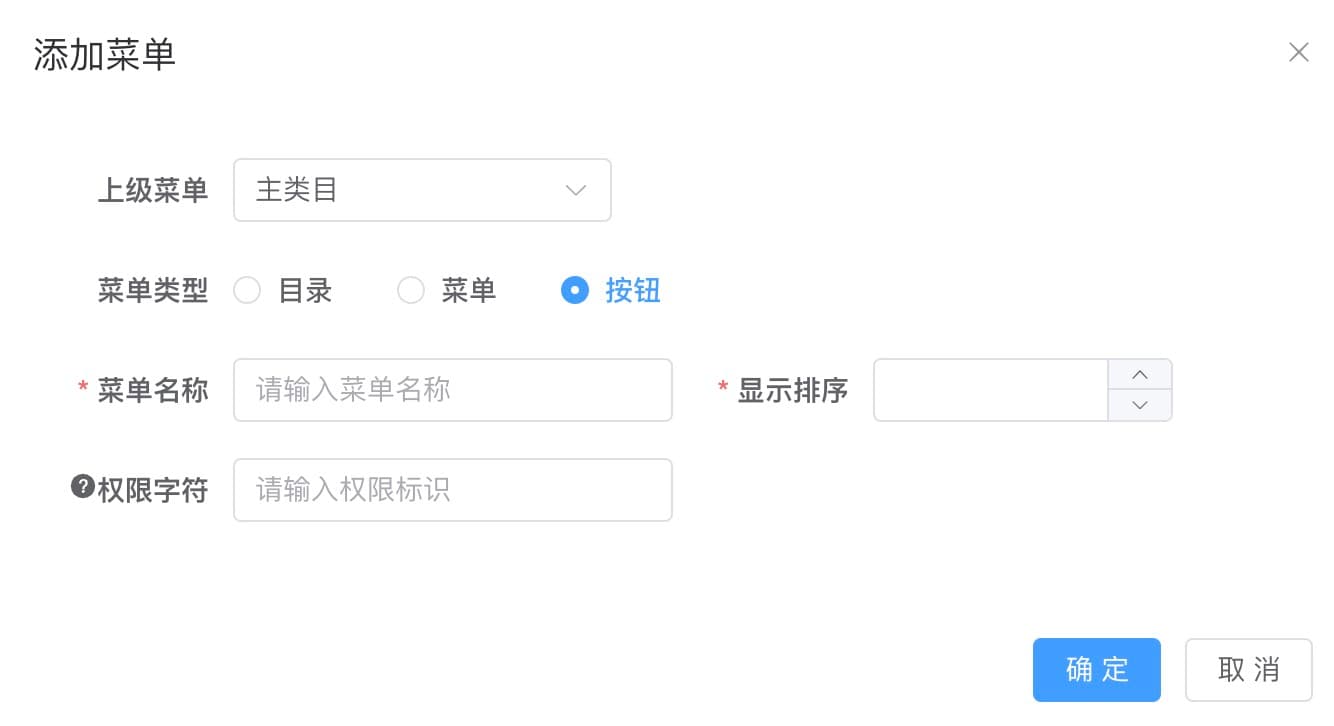 添加菜单
上级菜单 主类目
菜单类型 目录 菜单 按钮
* 菜单名称 请输入菜单名称 * 显示排序
?权限字符 请输入权限标识
确 定 取 消